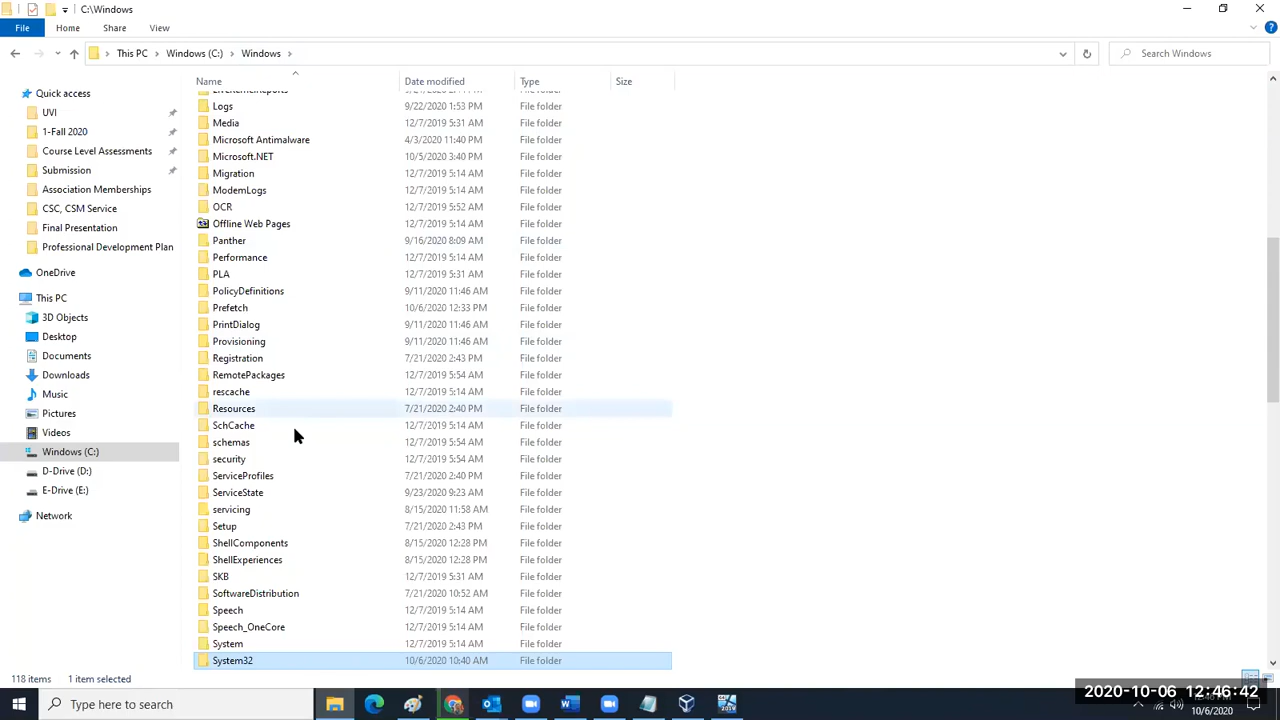 C:\Windows
File Home Share View
This PC Windows (C:) Windows
Search Windows
Name Date modified Type Size
Logs 9/22/2020 1:53 PM File folder
Media 12/7/2019 5:31 AM File folder
Microsoft Antimalware 4/3/2020 11:40 PM File folder
Microsoft.NET 10/5/2020 3:40 PM File folder
Migration 12/7/2019 5:14 AM File folder
ModemLogs 12/7/2019 5:14 AM File folder
OCR 12/7/2019 5:52 AM File folder
Offline Web Pages 12/7/2019 5:14 AM File folder
Panther 9/16/2020 8:09 AM File folder
Performance 12/7/2019 5:14 AM File folder
PLA 12/7/2019 5:31 AM File folder
PolicyDefinitions 9/11/2020 11:46 AM File folder
Prefetch 10/6/2020 12:33 PM File folder
PrintDialog 9/11/2020 11:46 AM File folder
Provisioning 9/11/2020 11:46 AM File folder
Registration 7/21/2020 2:43 PM File folder
RemotePackages 12/7/2019 5:54 AM File folder
rescache 12/7/2019 5:14 AM File folder
Resources 7/21/2020 2:40 PM File folder
SchCache 12/7/2019 5:14 AM File folder
schemas 12/7/2019 5:54 AM File folder
security 12/7/2019 5:54 AM File folder
ServiceProfiles 7/21/2020 2:40 PM File folder
ServiceState 9/23/2020 9:23 AM File folder
servicing 8/15/2020 11:58 AM File folder
Setup 7/21/2020 2:43 PM File folder
ShellComponents 8/15/2020 12:28 PM File folder
ShellExperiences 8/15/2020 12:28 PM File folder
SKB 12/7/2019 5:31 AM File folder
SoftwareDistribution 7/21/2020 10:52 AM File folder
Speech 12/7/2019 5:14 AM File folder
Speech_OneCore 12/7/2019 5:14 AM File folder
System 12/7/2019 5:14 AM File folder
System32 10/6/2020 10:40 AM File folder
Quick access
UVI
1-Fall 2020
Course Level Assessments
Submission
Association Memberships
CSC, CSM Service
Final Presentation
Professional Development Plan
OneDrive
This PC
3D Objects
Desktop
Documents
Downloads
Music
Pictures
Videos
Windows (C:)
D-Drive (D:)
E-Drive (E:)
Network
118 items 1 item selected
Type here to search
2020-10-06 12:46:42
10/6/2020